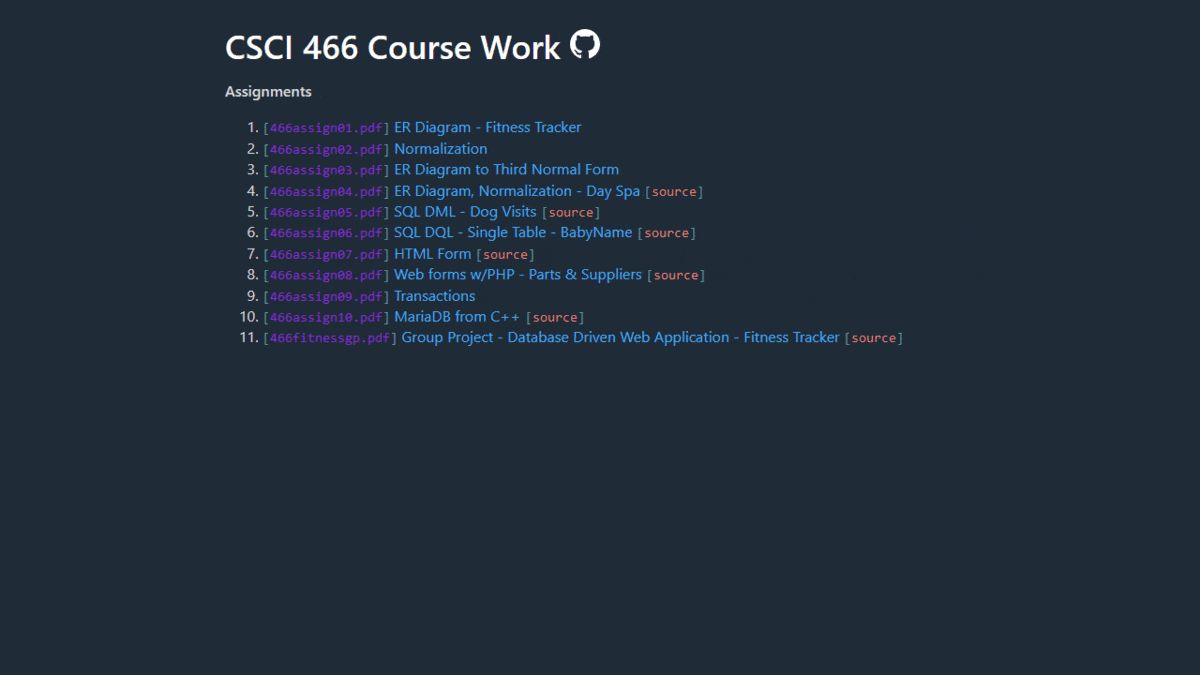 CSCI 466 Course Work
Assignments
1. [466assign01.pdf] ER Diagram - Fitness Tracker
2. [466assign02.pdf] Normalization
3. [466assign03.pdf] ER Diagram to Third Normal Form
4. [466assign04.pdf] ER Diagram, Normalization - Day Spa [source]
5. [466assign05.pdf] SQL DML - Dog Visits [source]
6. [466assign06.pdf] SQL DQL - Single Table - BabyName [source]
7. [466assign07.pdf] HTML Form [source]
8. [466assign08.pdf] Web forms w/PHP - Parts & Suppliers [source]
9. [466assign09.pdf] Transactions
10. [466assign10.pdf] MariaDB from C++ [source]
11. [466fitnessgp.pdf] Group Project - Database Driven Web Application - Fitness Tracker [source]